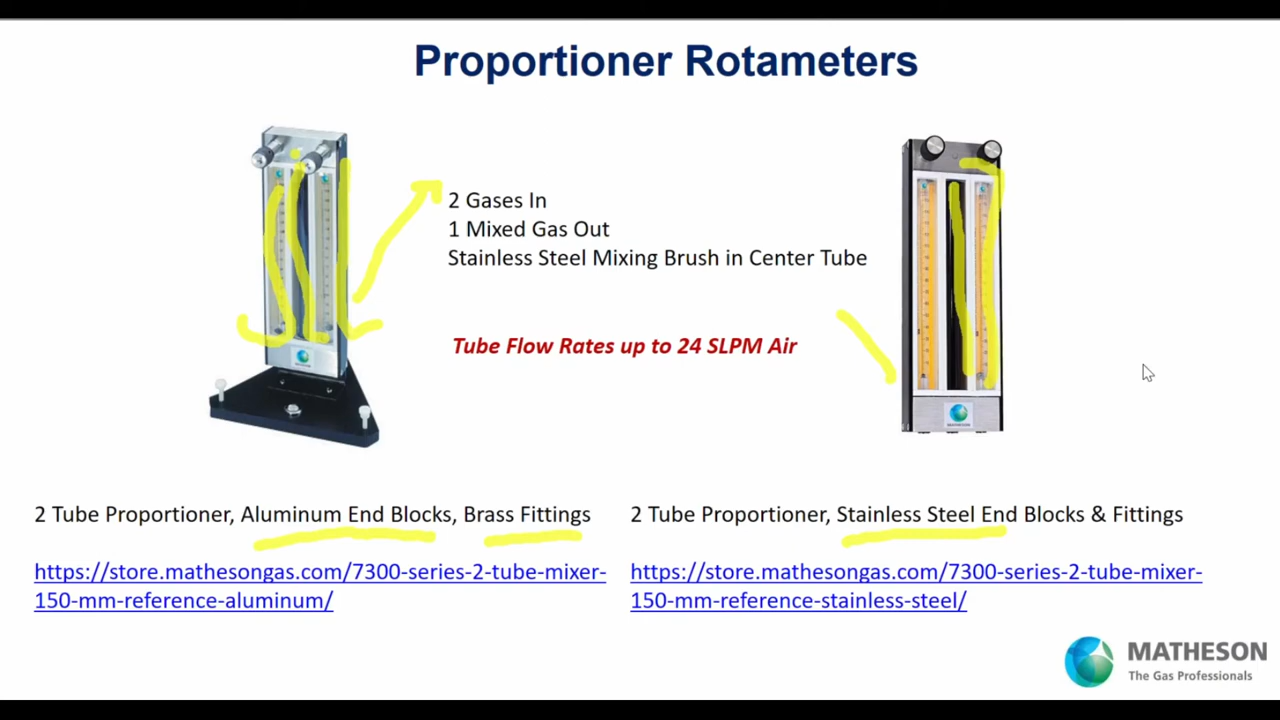 Proportioner Rotameters
2 Gases In
1 Mixed Gas Out
Stainless Steel Mixing Brush in Center Tube
Tube Flow Rates up to 24 SLPM Air
MATHESON
2 Tube Proportioner, Aluminum End Blocks, Brass Fittings
https://store.mathesongas.com/7300-series-2-tube-mixer-
150-mm-reference-aluminum/
2 Tube Proportioner, Stainless Steel End Blocks & Fittings
https://store.mathesongas.com/7300-series-2-tube-mixer-
150-mm-reference-stainless-steel/
MATHESON
The Gas Professionals